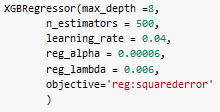 XGBRegressor(max_depth =8,
n_estimators = 500,
learning_rate = 0.04,
reg_alpha = 0.00006,
reg_lambda = 0.006,
objective='reg:squarederror'
)